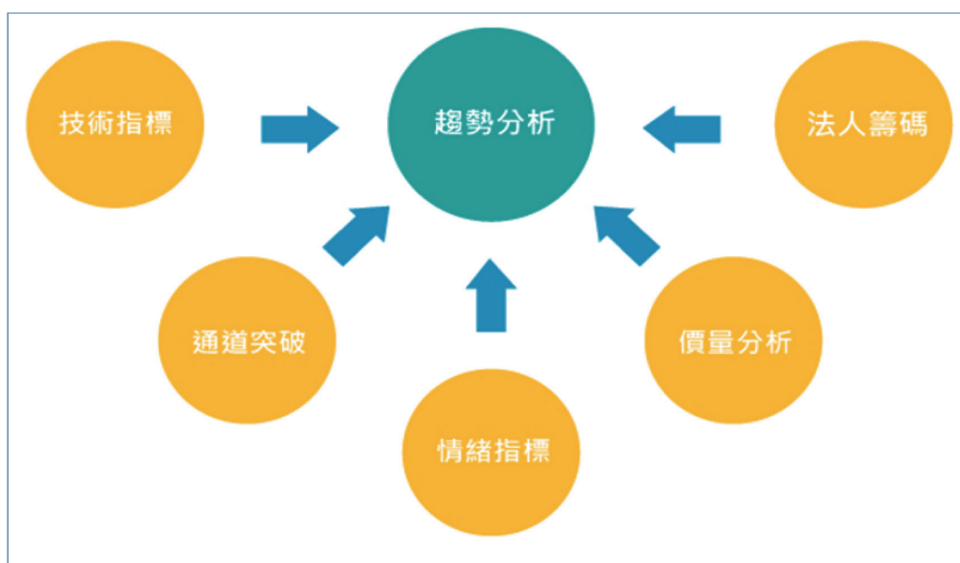 技術指標
趨勢分析
法人籌碼
通道突破
價量分析
情緒指標